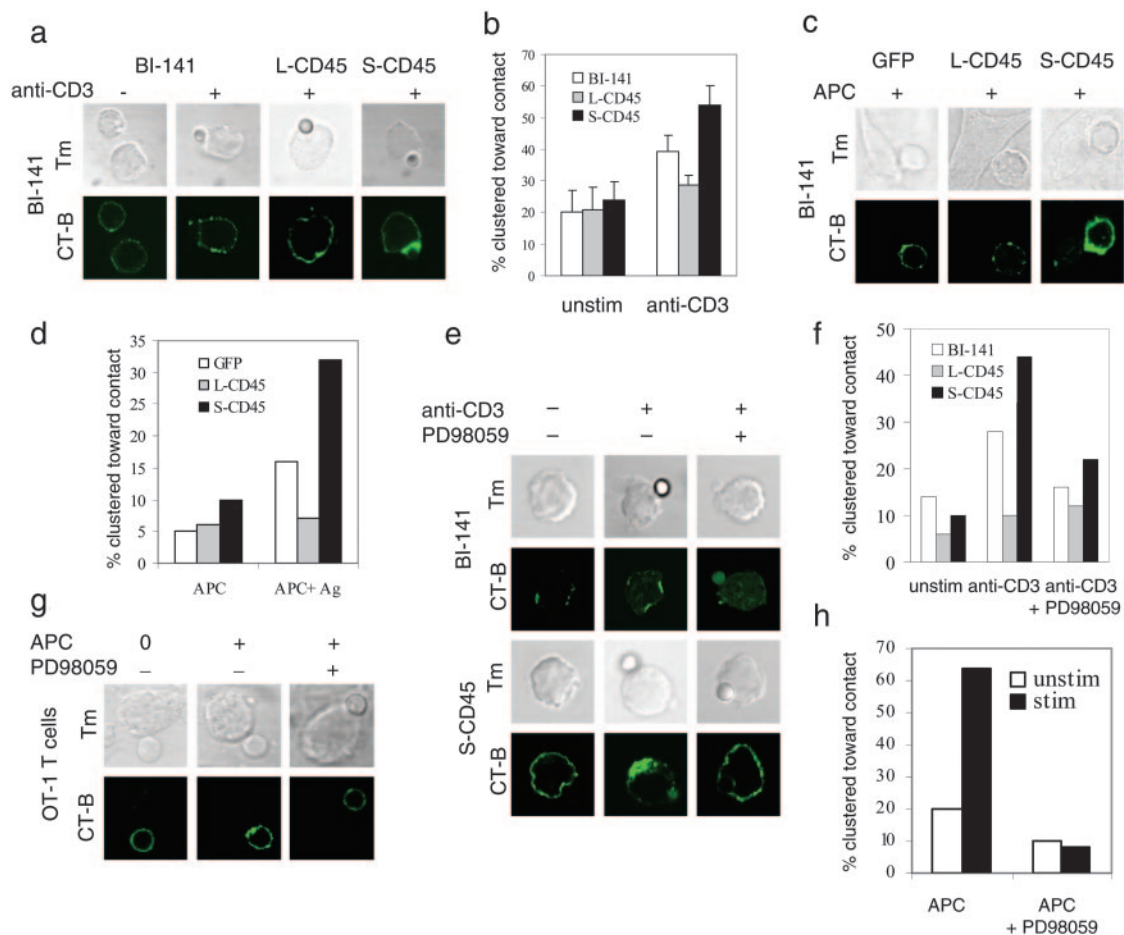 a
BI-141 L-CD45 S-CD45
anti-CD3 - + + +
BI-141
Tm
CT-B
b
% clustered toward contact
70
60
50
40
30
20
10
0
BI-141
L-CD45
S-CD45
unstim anti-CD3
c
GFP L-CD45 S-CD45
APC + + +
BI-141
Tm
CT-B
d
% clustered toward contact
35
30
25
20
15
10
5
0
GFP
L-CD45
S-CD45
APC APC+ Ag
e
anti-CD3 – + +
PD98059 – – +
BI-141
Tm
CT-B
S-CD45
Tm
CT-B
f
% clustered toward contact
50
40
30
20
10
0
BI-141
L-CD45
S-CD45
unstim anti-CD3 anti-CD3
+ PD98059
g
APC 0 + +
PD98059 – – +
OT-1 T cells
Tm
CT-B
h
% clustered toward contact
70
60
50
40
30
20
10
0
unstim
stim
APC APC
+ PD98059